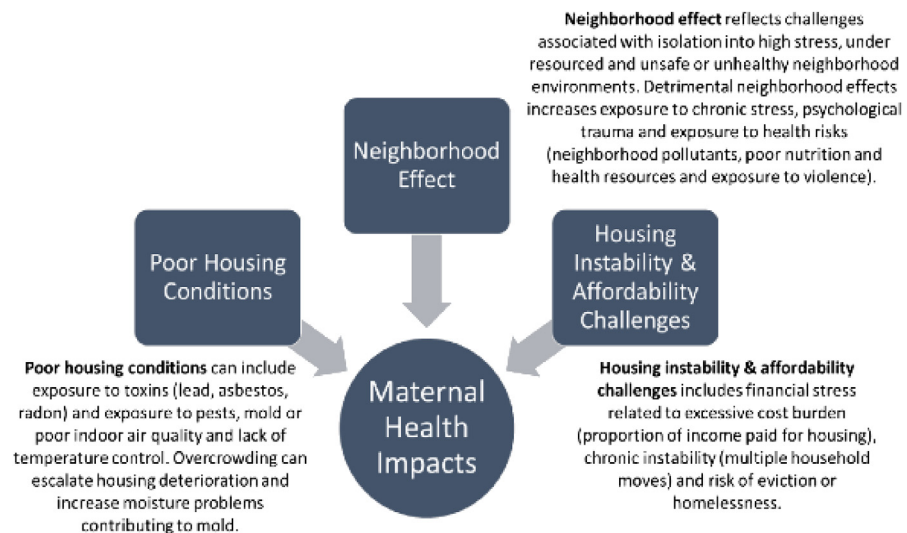 Neighborhood effect reflects challenges
associated with isolation into high stress, under
resourced and unsafe or unhealthy neighborhood
environments. Detrimental neighborhood effects
increases exposure to chronic stress, psychological
trauma and exposure to health risks
(neighborhood pollutants, poor nutrition and
health resources and exposure to violence).
Neighborhood
Effect
Poor Housing
Conditions
Housing
Instability &
Affordability
Challenges
Poor housing conditions can include
exposure to toxins (lead, asbestos,
radon) and exposure to pests, mold or
poor indoor air quality and lack of
temperature control. Overcrowding can
escalate housing deterioration and
increase moisture problems
contributing to mold.
Maternal
Health
Impacts
Housing instability & affordability
challenges includes financial stress
related to excessive cost burden
(proportion of income paid for housing),
chronic instability (multiple household
moves) and risk of eviction or
homelessness.